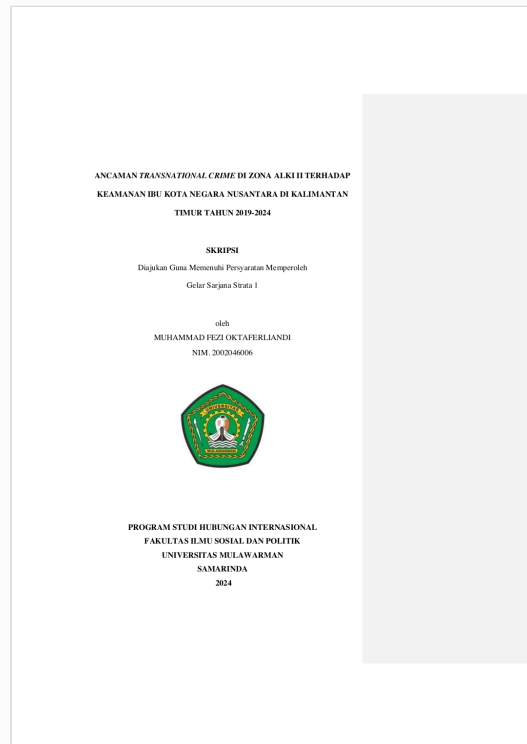 ANCAMAN TRANSNATIONAL CRIME DI ZONA ALKI II TERHADAP
KEAMANAN IBU KOTA NEGARA NUSANTARA DI KALIMANTAN
TIMUR TAHUN 2019-2024
SKRIPSI
Diajukan Guna Memenuhi Persyaratan Memperoleh
Gelar Sarjana Strata 1
oleh
MUHAMMAD FEZI OKTAFERLIANDI
NIM. 2002046006
UNIVERSITAS
MULAWARMAN
PROGRAM STUDI HUBUNGAN INTERNASIONAL
FAKULTAS ILMU SOSIAL DAN POLITIK
UNIVERSITAS MULAWARMAN
SAMARINDA
2024